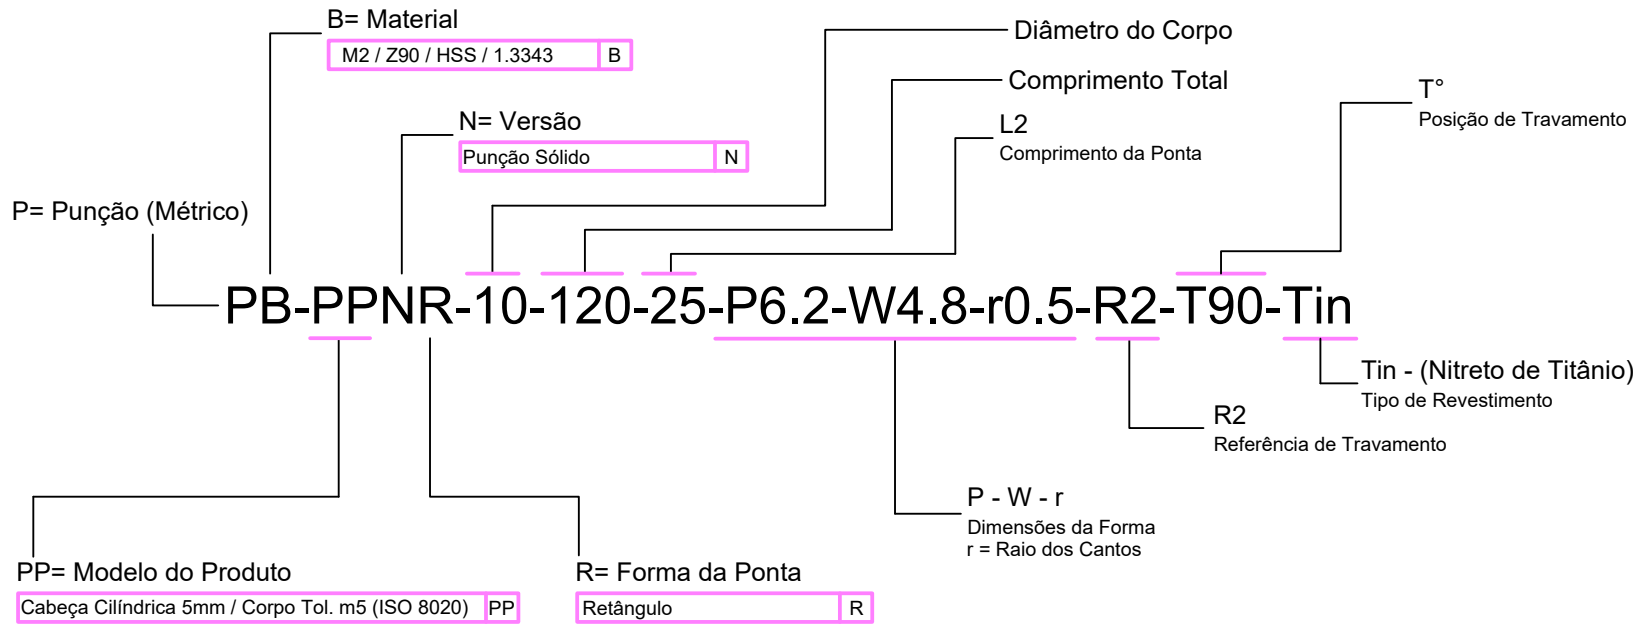 B= Material
M2 / Z90 / HSS / 1.3343 B
Diâmetro do Corpo
Comprimento Total
T°
Posição de Travamento
N= Versão
Punção Sólido N
L2
Comprimento da Ponta
P= Punção (Métrico)
PB-PPNR-10-120-25-P6.2-W4.8-r0.5-R2-T90-Tin
Tin - (Nitreto de Titânio)
Tipo de Revestimento
R2
Referência de Travamento
P - W - r
Dimensões da Forma
r = Raio dos Cantos
PP= Modelo do Produto
Cabeça Cilíndrica 5mm / Corpo Tol. m5 (ISO 8020) PP
R= Forma da Ponta
Retângulo R